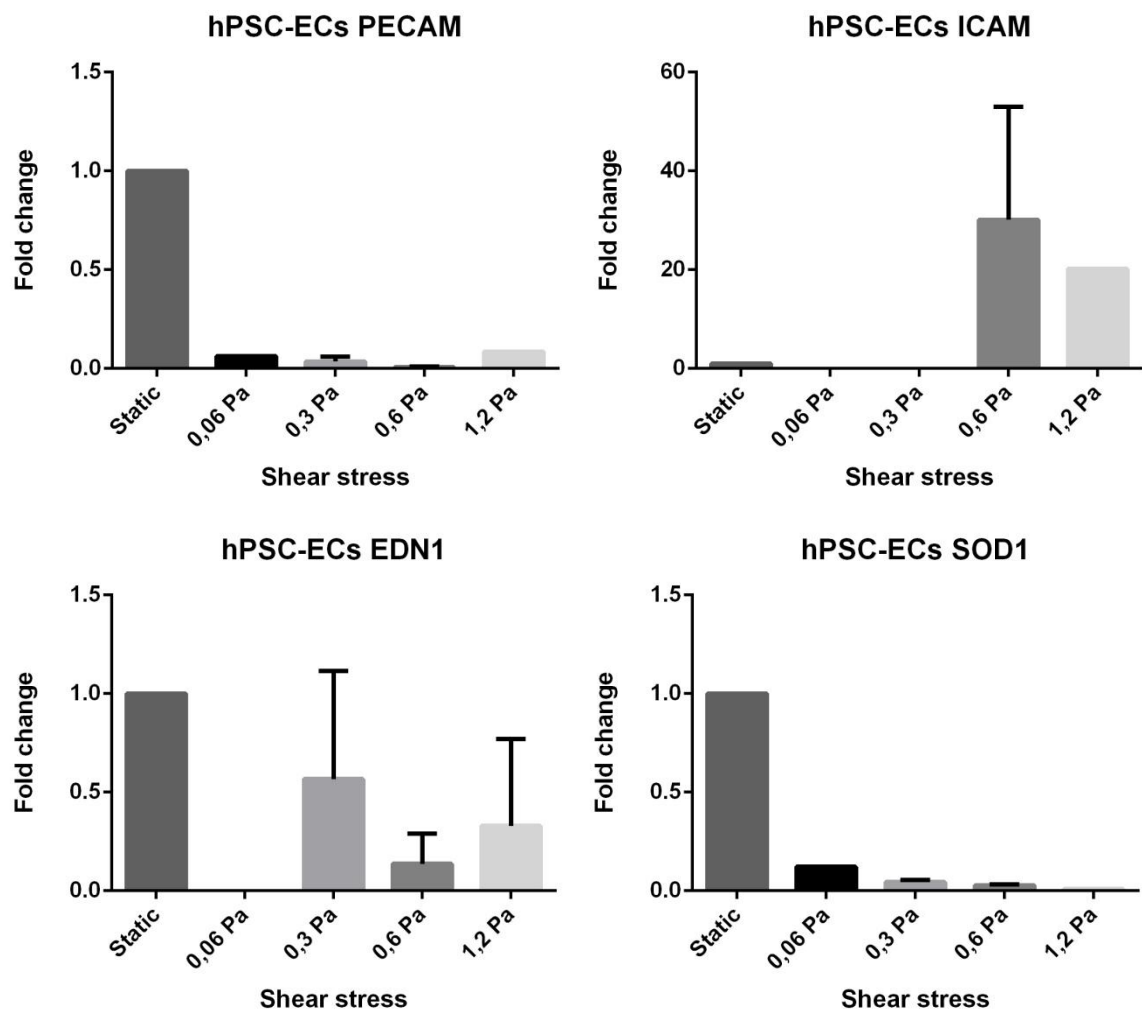 hPSC-ECs PECAM
Fold change
1.5
1.0
0.5
0.0
Static
0,06 Pa
0,3 Pa
0,6 Pa
1,2 Pa
Shear stress
hPSC-ECs ICAM
Fold change
60
40
20
0
Static
0,06 Pa
0,3 Pa
0,6 Pa
1,2 Pa
Shear stress
hPSC-ECs EDN1
Fold change
1.5
1.0
0.5
0.0
Static
0,06 Pa
0,3 Pa
0,6 Pa
1,2 Pa
Shear stress
hPSC-ECs SOD1
Fold change
1.5
1.0
0.5
0.0
Static
0,06 Pa
0,3 Pa
0,6 Pa
1,2 Pa
Shear stress